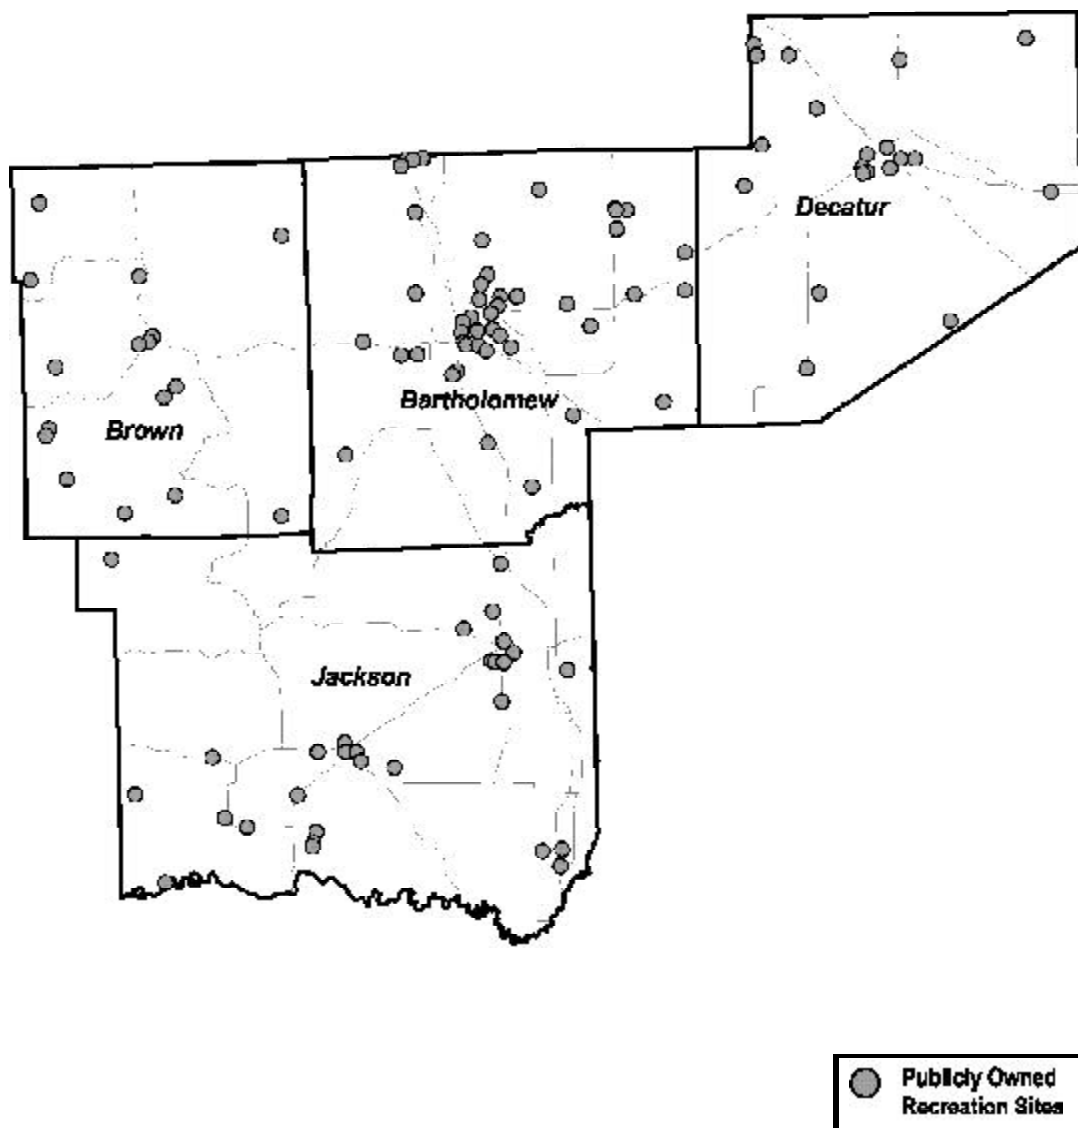 Decatur
Bartholomew
Brown
Jackson
Publicly Owned
Recreation Sites